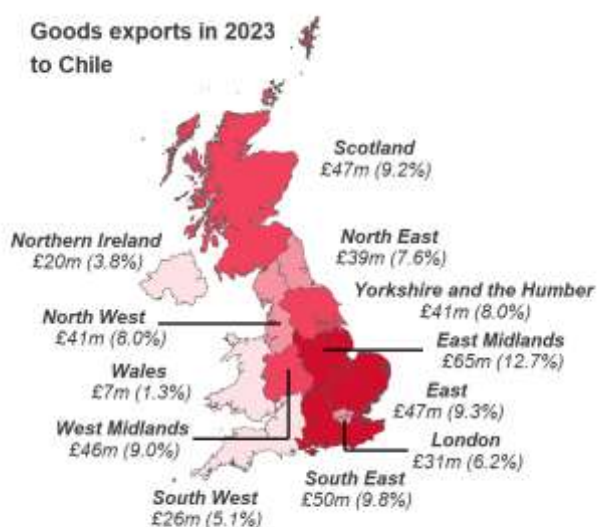 Goods exports in 2023
to Chile
Scotland
£47m (9.2%)
Northern Ireland
£20m (3.8%)
North East
£39m (7.6%)
Yorkshire and the Humber
£41m (8.0%)
North West
£41m (8.0%)
East Midlands
£65m (12.7%)
Wales
£7m (1.3%)
East
£47m (9.3%)
West Midlands
£46m (9.0%)
London
£31m (6.2%)
South East
£50m (9.8%)
South West
£26m (5.1%)